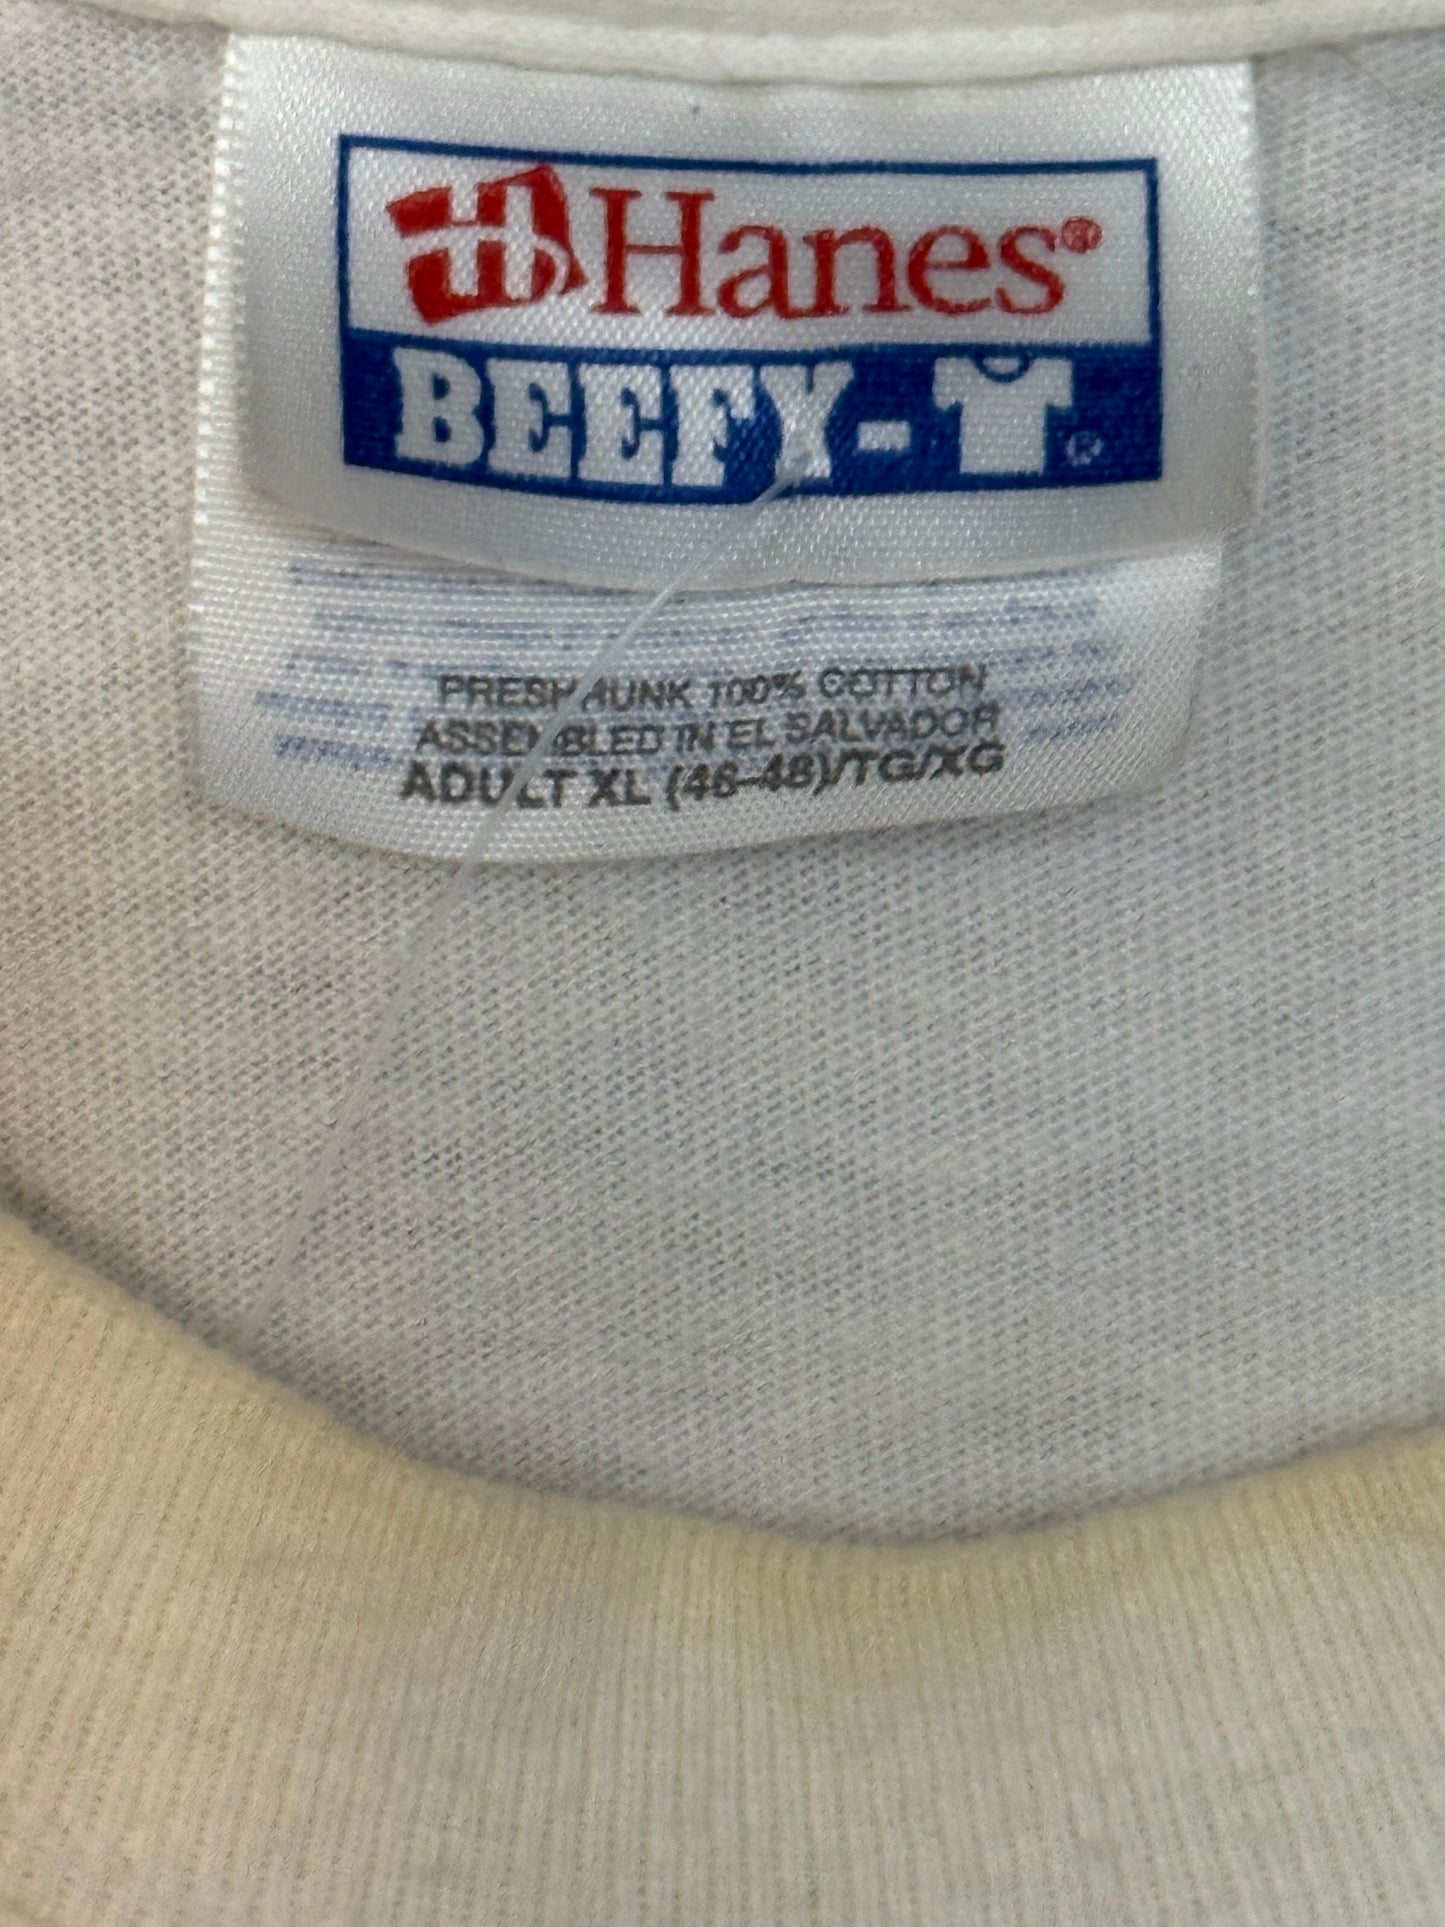 Hanes®
BEEFY-T®
PRESHRUNK 100% COTTON
ASSEMBLED IN EL SALVADOR
ADULT XL (46-48)/TG/XG